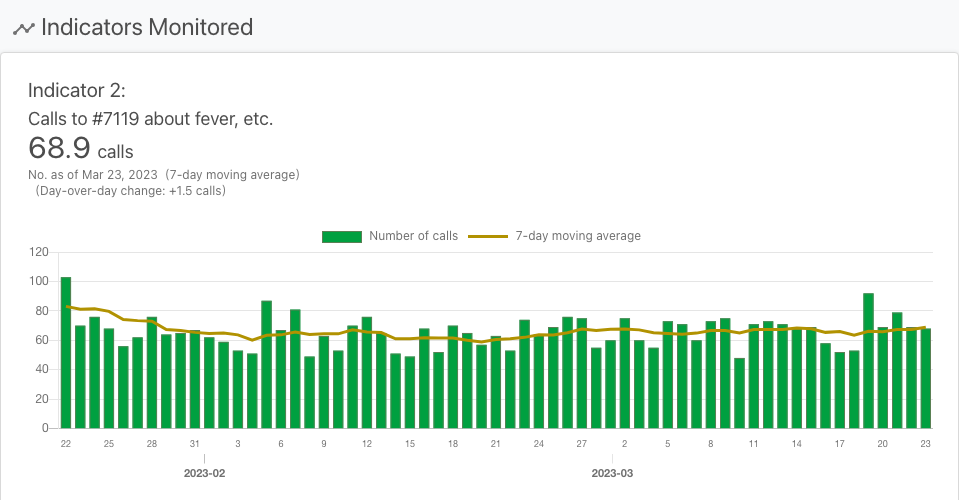 Indicators Monitored
Indicator 2:
Calls to #7119 about fever, etc.
68.9 calls
No. as of Mar 23, 2023 (7-day moving average)
(Day-over-day change: +1.5 calls)
Number of calls 7-day moving average
120
100
80
60
40
20
0
22 25 28 31 3 6 9 12 15 18 21 24 27 2 5 8 11 14 17 20 23
2023-02 2023-03